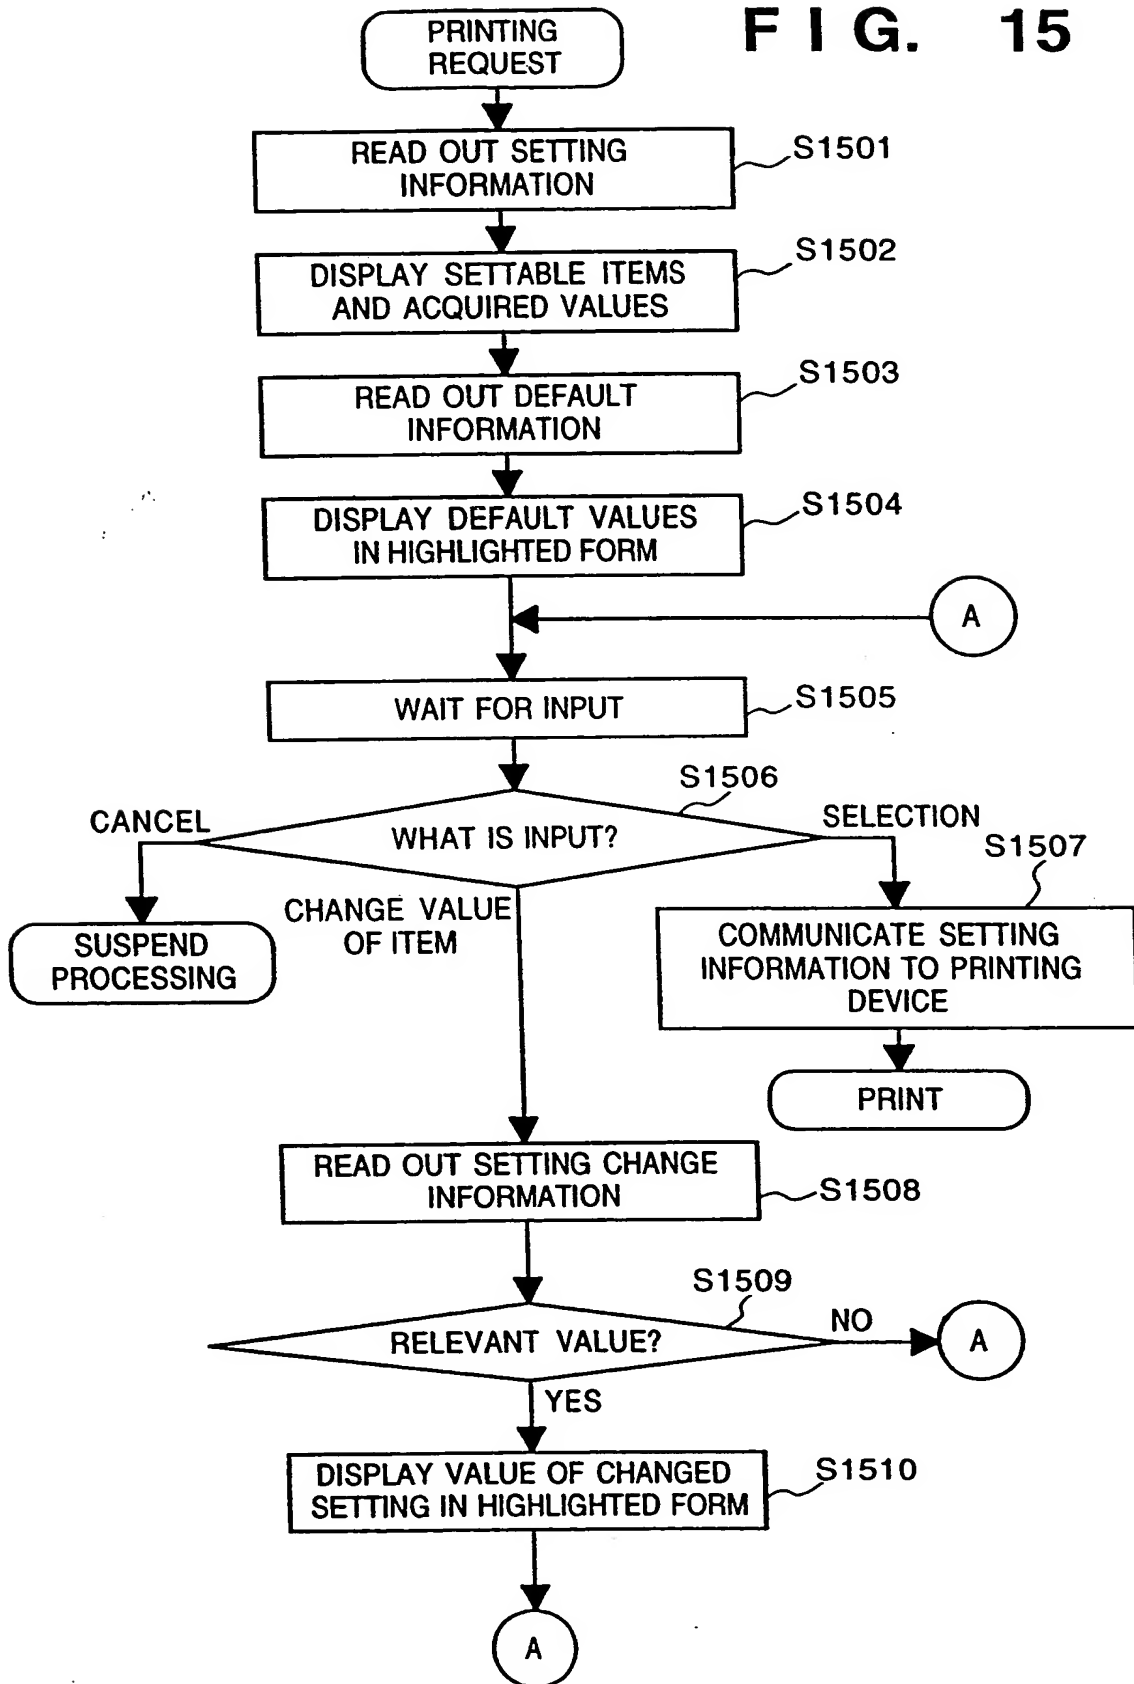 FIG. 15
PRINTING
REQUEST
READ OUT SETTING
INFORMATION
S1501
DISPLAY SETTABLE ITEMS
AND ACQUIRED VALUES
S1502
READ OUT DEFAULT
INFORMATION
S1503
DISPLAY DEFAULT VALUES
IN HIGHLIGHTED FORM
S1504
A
WAIT FOR INPUT
S1505
S1506
WHAT IS INPUT?
CANCEL
SELECTION
S1507
SUSPEND
PROCESSING
CHANGE VALUE
OF ITEM
COMMUNICATE SETTING
INFORMATION TO PRINTING
DEVICE
PRINT
READ OUT SETTING CHANGE
INFORMATION
S1508
S1509
RELEVANT VALUE?
NO
A
YES
DISPLAY VALUE OF CHANGED
SETTING IN HIGHLIGHTED FORM
S1510
A